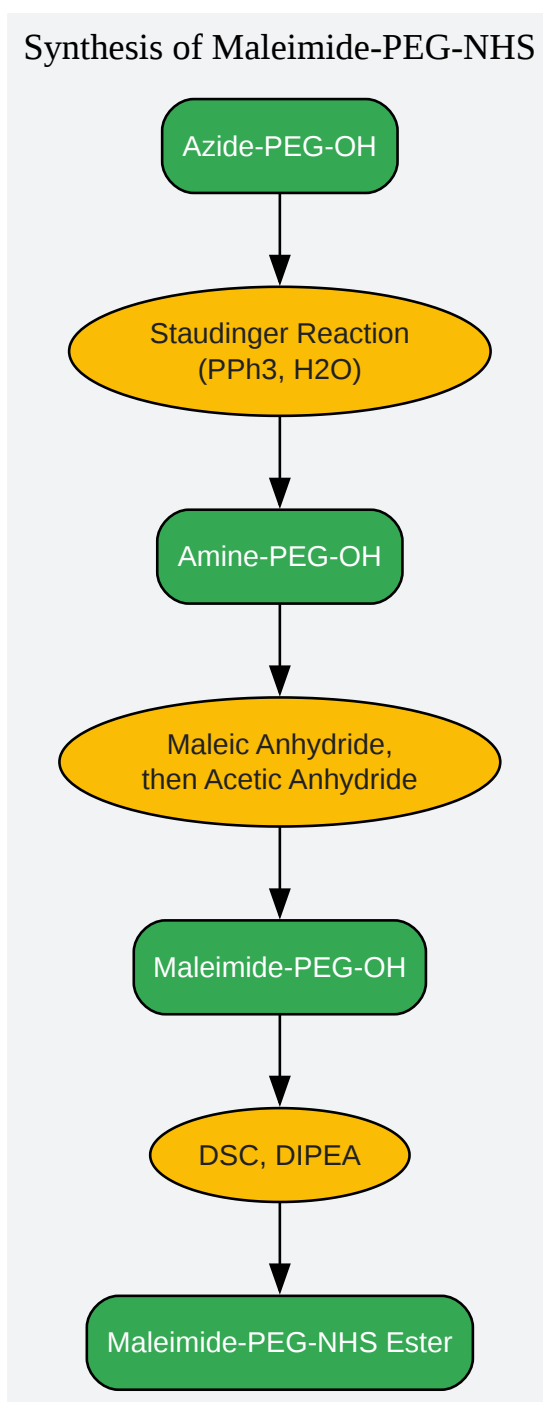 Synthesis of Maleimide-PEG-NHS
Azide-PEG-OH
Staudinger Reaction
(PPh3, H2O)
Amine-PEG-OH
Maleic Anhydride,
then Acetic Anhydride
Maleimide-PEG-OH
DSC, DIPEA
Maleimide-PEG-NHS Ester